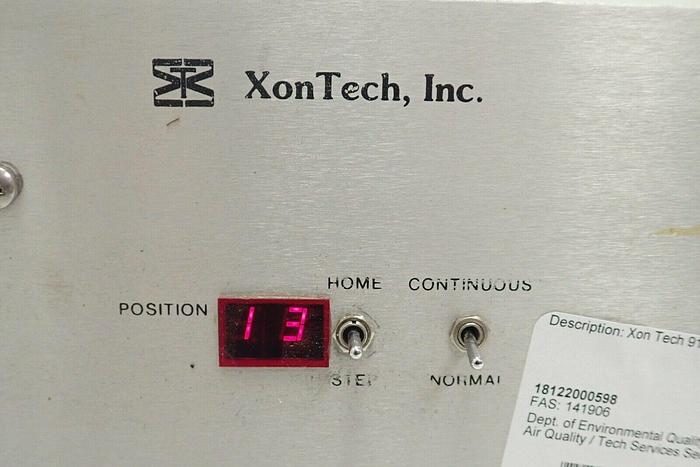 XonTech, Inc.
HOME CONTINUOUS
POSITION 13
STEP NORMAL
Description: Xon Tech 91
18122000598
FAS: 141906
Dept. of Environmental
Air Quality / Tech Services